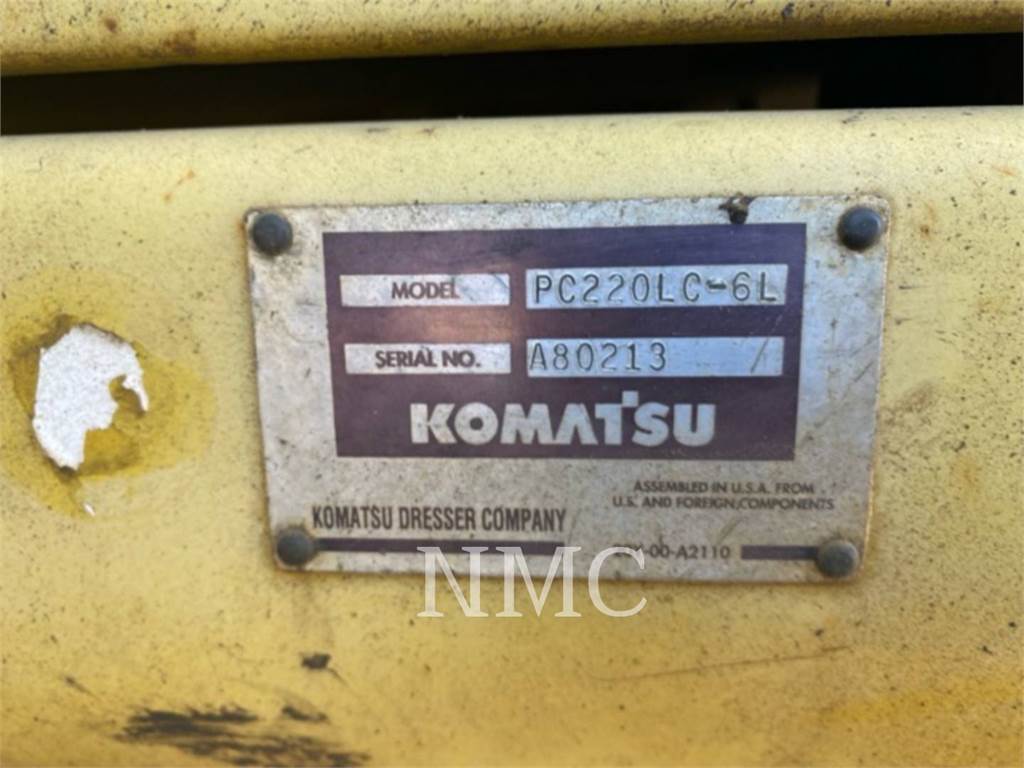 MODEL PC220LC-6L
SERIAL NO. A80213
KOMATSU
ASSEMBLED IN U.S.A. FROM
U.S. AND FOREIGN COMPONENTS
KOMATSU DRESSER COMPANY
NMC